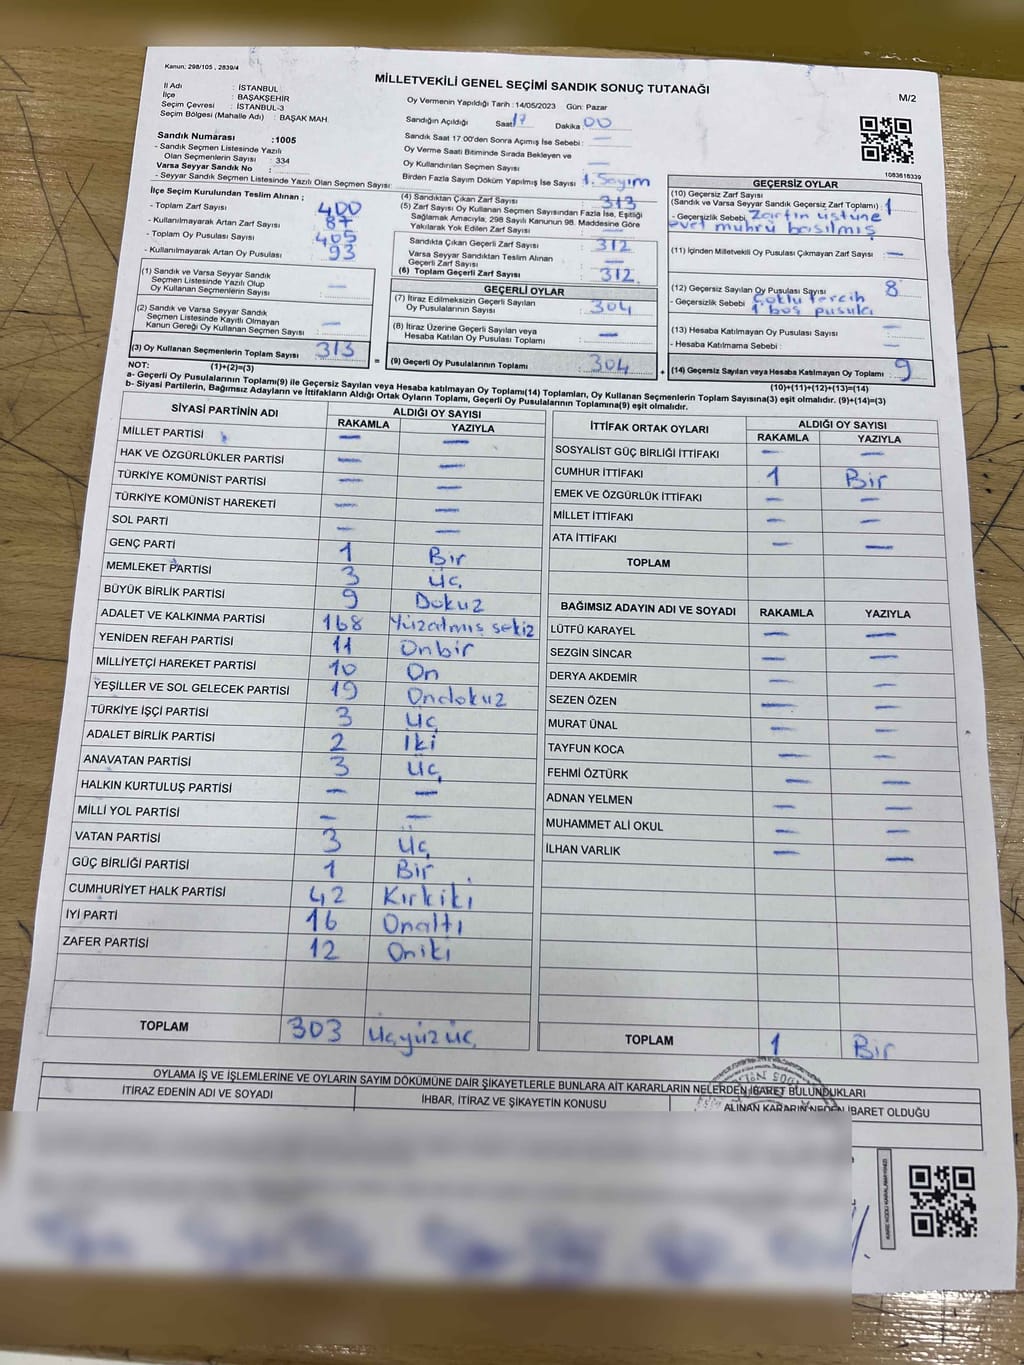 Kanun; 298/105 , 2839/4
MİLLETVEKİLİ GENEL SEÇİMİ SANDIK SONUÇ TUTANAĞI
M/2
İl Adı : İSTANBUL
İlçe : BAŞAKŞEHİR
Seçim Çevresi : İSTANBUL-3
Seçim Bölgesi (Mahalle Adı) : BAŞAK MAH.
Oy Vermenin Yapıldığı Tarih : 14/05/2023 Gün: Pazar
Sandığın Açıldığı Saat 17 Dakika 00
Sandık Saat 17:00'den Sonra Açılmış İse Sebebi : —
Oy Verme Saati Bitiminde Sırada Bekleyen ve
Oy Kullandırılan Seçmen Sayısı —
Birden Fazla Sayım Döküm Yapılmış İse Sayısı 1. Sayım
1083618339
Sandık Numarası : 1005
- Sandık Seçmen Listesinde Yazılı
Olan Seçmenlerin Sayısı : 334
Varsa Seyyar Sandık No :
- Seyyar Sandık Seçmen Listesinde Yazılı Olan Seçmen Sayısı:
İlçe Seçim Kurulundan Teslim Alınan ;
- Toplam Zarf Sayısı : 400
- Kullanılmayarak Artan Zarf Sayısı : 87
- Toplam Oy Pusulası Sayısı : 405
- Kullanılmayarak Artan Oy Pusulası : 93
(1) Sandık ve Varsa Seyyar Sandık
Seçmen Listesinde Yazılı Olup
Oy Kullanan Seçmenlerin Sayısı : —
(2) Sandık ve Varsa Seyyar Sandık
Seçmen Listesinde Kayıtlı Olmayan
Kanun Gereği Oy Kullanan Seçmen Sayısı : —
(3) Oy Kullanan Seçmenlerin Toplam Sayısı : 313
(1)+(2)=(3)
(4) Sandıktan Çıkan Zarf Sayısı : 313
(5) Zarf Sayısı Oy Kullanan Seçmen Sayısından Fazla İse, Eşitliği
Sağlamak Amacıyla; 298 Sayılı Kanunun 98. Maddesine Göre
Yakılarak Yok Edilen Zarf Sayısı : —
Sandıkta Çıkan Geçerli Zarf Sayısı : 312
Varsa Seyyar Sandıktan Teslim Alınan
Geçerli Zarf Sayısı : —
(6) Toplam Geçerli Zarf Sayısı : 312
GEÇERLİ OYLAR
(7) İtiraz Edilmeksizin Geçerli Sayılan
Oy Pusulalarının Sayısı : 304
(8) İtiraz Üzerine Geçerli Sayılan veya
Hesaba Katılan Oy Pusulası Toplamı : —
= (9) Geçerli Oy Pusulalarının Toplamı : 304
GEÇERSİZ OYLAR
(10) Geçersiz Zarf Sayısı
(Sandık ve Varsa Seyyar Sandık Geçersiz Zarf Toplamı) : 1
- Geçersizlik Sebebi : Zarfın üstüne
evet mührü basılmış
(11) İçinden Milletvekili Oy Pusulası Çıkmayan Zarf Sayısı : —
(12) Geçersiz Sayılan Oy Pusulası Sayısı : 8
- Geçersizlik Sebebi : Çoklu tercih
1 boş pusula
(13) Hesaba Katılmayan Oy Pusulası Sayısı : —
- Hesaba Katılmama Sebebi : —
+ (14) Geçersiz Sayılan veya Hesaba Katılmayan Oy Toplamı : 9
(10)+(11)+(12)+(13)=(14)
NOT:
a- Geçerli Oy Pusulalarının Toplamı(9) ile Geçersiz Sayılan veya Hesaba katılmayan Oy Toplamı(14) Toplamları, Oy Kullanan Seçmenlerin Toplam Sayısına(3) eşit olmalıdır. (9)+(14)=(3)
b- Siyasi Partilerin, Bağımsız Adayların ve İttifakların Aldığı Ortak Oyların Toplamı, Geçerli Oy Pusulalarının Toplamına(9) eşit olmalıdır.
SİYASİ PARTİNİN ADI ALDIĞI OY SAYISI
RAKAMLA YAZIYLA
MİLLET PARTİSİ — —
HAK VE ÖZGÜRLÜKLER PARTİSİ — —
TÜRKİYE KOMÜNİST PARTİSİ — —
TÜRKİYE KOMÜNİST HAREKETİ — —
SOL PARTİ — —
GENÇ PARTİ 1 Bir
MEMLEKET PARTİSİ 3 Üç
BÜYÜK BİRLİK PARTİSİ 9 Dokuz
ADALET VE KALKINMA PARTİSİ 168 Yüzatmış sekiz
YENİDEN REFAH PARTİSİ 11 Onbir
MİLLİYETÇİ HAREKET PARTİSİ 10 On
YEŞİLLER VE SOL GELECEK PARTİSİ 19 Ondokuz
TÜRKİYE İŞÇİ PARTİSİ 3 Üç
ADALET BİRLİK PARTİSİ 2 İki
ANAVATAN PARTİSİ 3 Üç
HALKIN KURTULUŞ PARTİSİ — —
MİLLİ YOL PARTİSİ — —
VATAN PARTİSİ 3 Üç
GÜÇ BİRLİĞİ PARTİSİ 1 Bir
CUMHURİYET HALK PARTİSİ 42 Kırkiki
İYİ PARTİ 16 Onaltı
ZAFER PARTİSİ 12 Oniki
TOPLAM 303 Üçyüz üç
İTTİFAK ORTAK OYLARI ALDIĞI OY SAYISI
RAKAMLA YAZIYLA
SOSYALİST GÜÇ BİRLİĞİ İTTİFAKI — —
CUMHUR İTTİFAKI 1 Bir
EMEK VE ÖZGÜRLÜK İTTİFAKI — —
MİLLET İTTİFAKI — —
ATA İTTİFAKI — —
TOPLAM
BAĞIMSIZ ADAYIN ADI VE SOYADI RAKAMLA YAZIYLA
LÜTFÜ KARAYEL — —
SEZGİN SİNCAR — —
DERYA AKDEMİR — —
SEZEN ÖZEN — —
MURAT ÜNAL — —
TAYFUN KOCA — —
FEHMİ ÖZTÜRK — —
ADNAN YELMEN — —
MUHAMMET ALİ OKUL — —
İLHAN VARLIK — —
TOPLAM 1 Bir
OYLAMA İŞ VE İŞLEMLERİNE VE OYLARIN SAYIM DÖKÜMÜNE DAİR ŞİKAYETLERLE BUNLARA AİT KARARLARIN NELERDEN İBARET BULUNDUKLARI
İTİRAZ EDENİN ADI VE SOYADI
İHBAR, İTİRAZ VE ŞİKAYETİN KONUSU
ALINAN KARARIN NEDEN İBARET OLDUĞU
KARE KODU KARALAMAYINIZ!